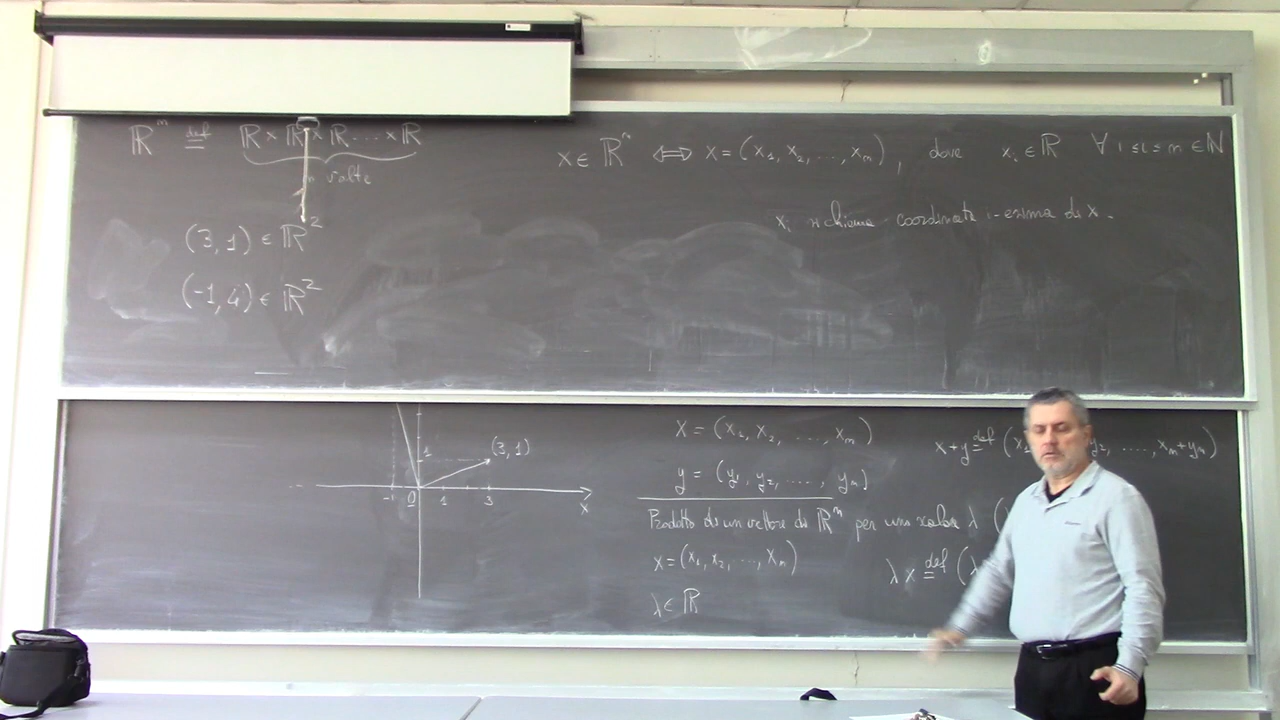 ℝⁿ =def ℝ × ℝ × ℝ .... × ℝ
n volte
x ∈ ℝⁿ ⟺ x = (x₁, x₂, ..., xₙ), dove xᵢ ∈ ℝ ∀ 1 ≤ i ≤ n ∈ ℕ
xᵢ si chiama coordinata i-esima di x.
(3, 1) ∈ ℝ²
(-1, 4) ∈ ℝ²
1
(3, 1)
-1 0 1 3
x
x = (x₁, x₂, ..., xₙ)
y = (y₁, y₂, ...., yₙ)
x + y =def (x₁ y₂, ...., xₙ + yₙ)
Prodotto di un vettore di ℝⁿ per uno scalare λ (
x = (x₁, x₂, ..., xₙ)
λ x =def (λ
λ ∈ ℝ